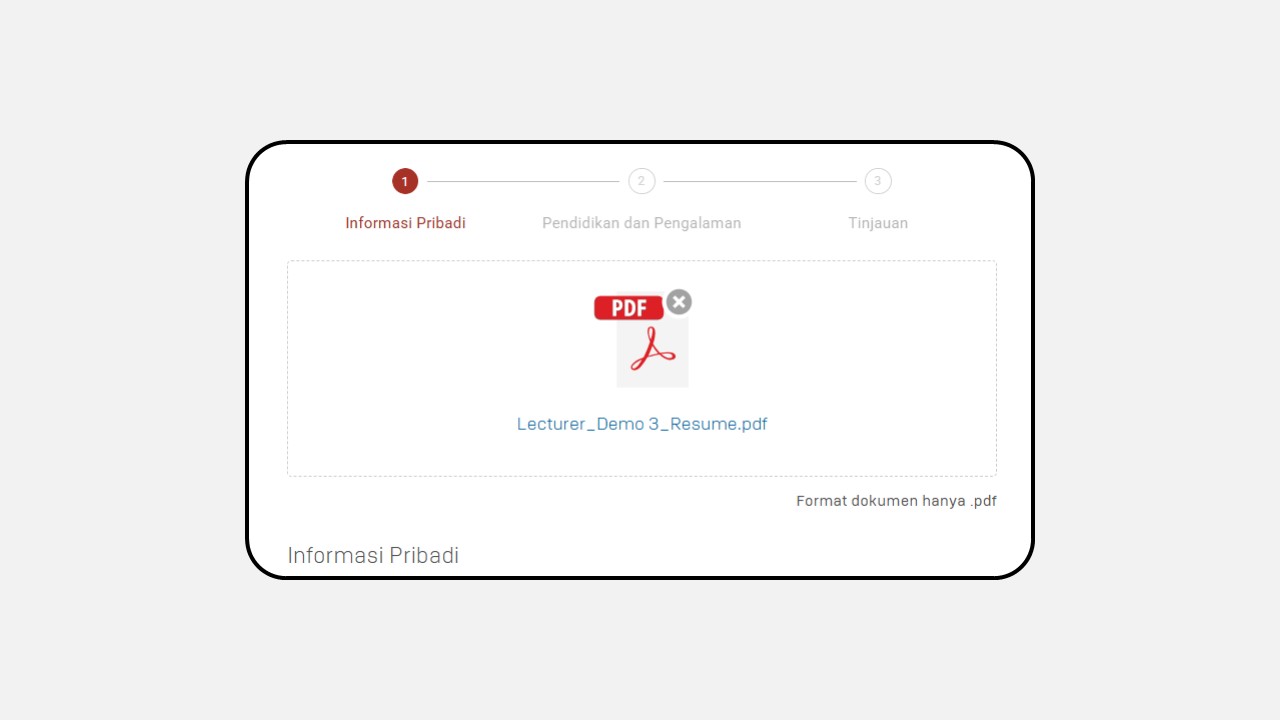 1 2 3
Informasi Pribadi Pendidikan dan Pengalaman Tinjauan
PDF
Lecturer_Demo 3_Resume.pdf
Format dokumen hanya .pdf
Informasi Pribadi